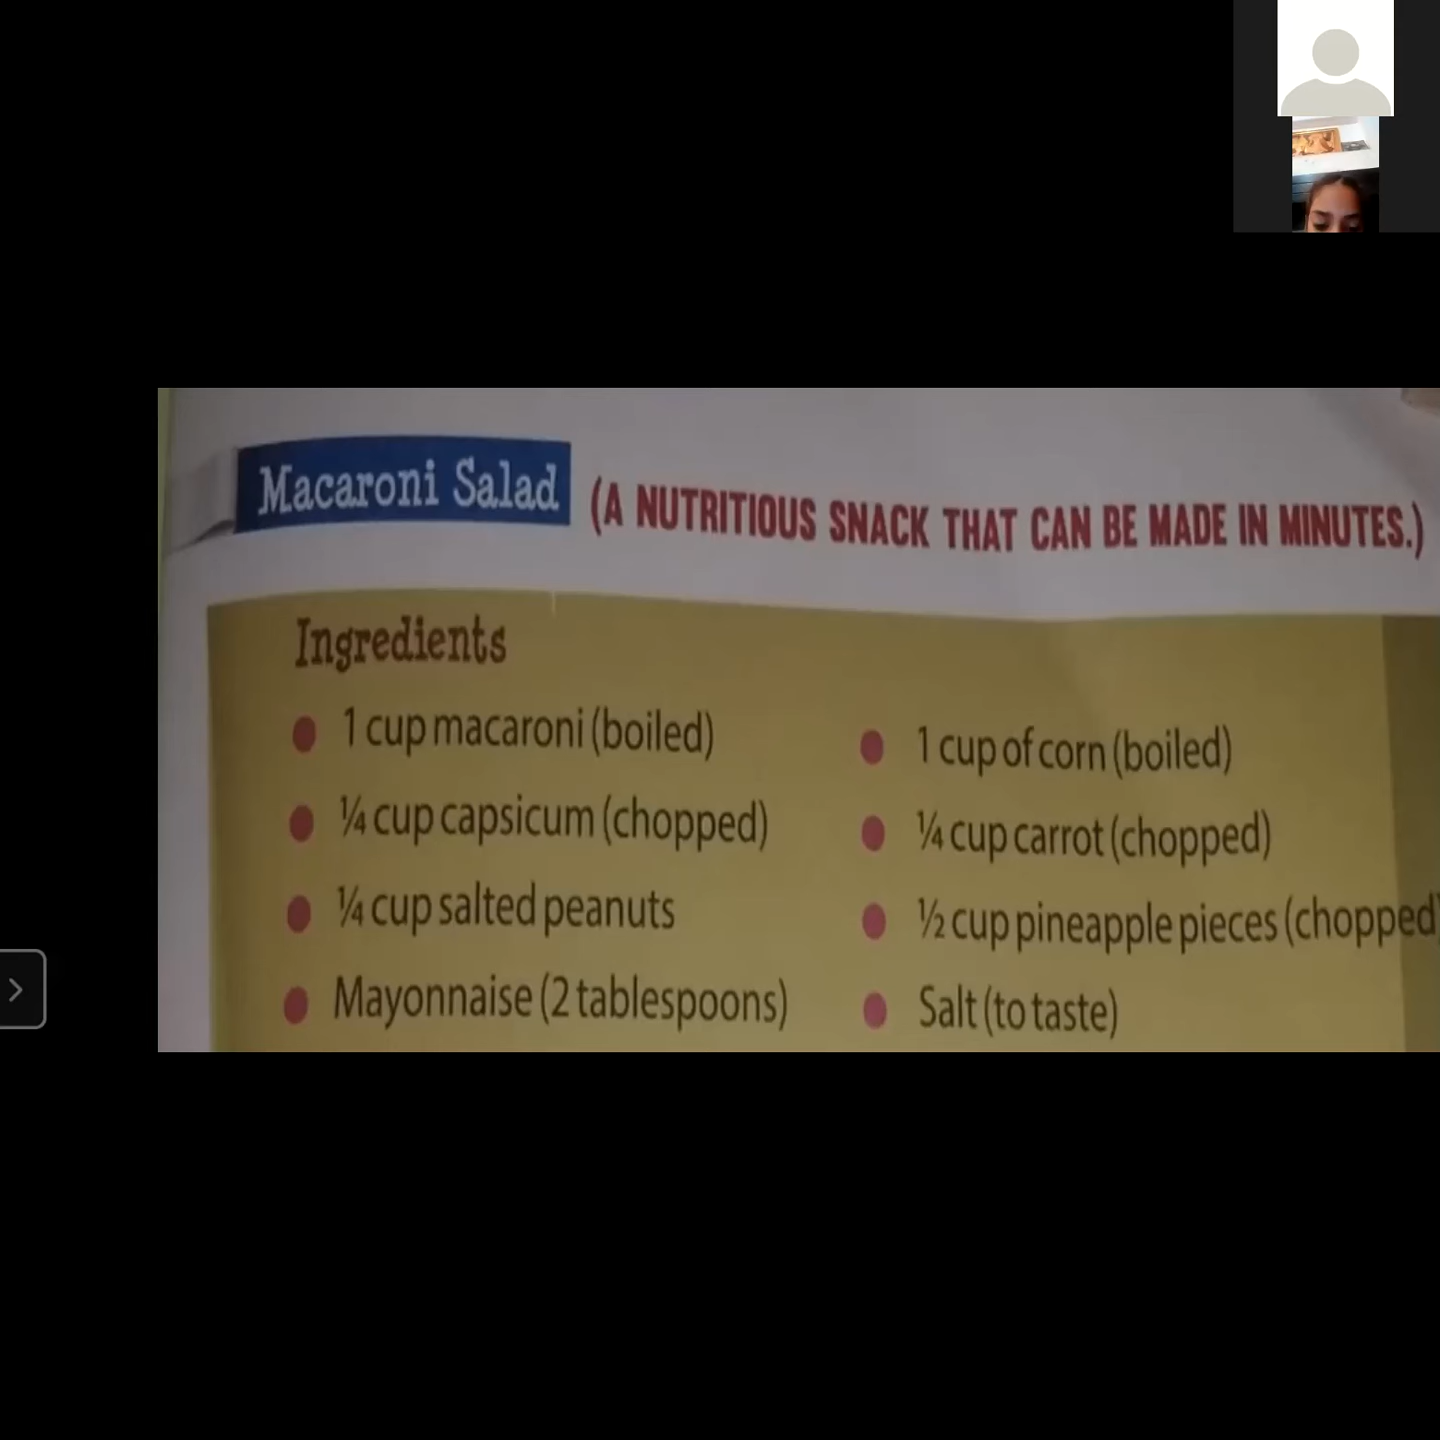 Macaroni Salad (A NUTRITIOUS SNACK THAT CAN BE MADE IN MINUTES.)
Ingredients
1 cup macaroni (boiled)
1 cup of corn (boiled)
¼ cup capsicum (chopped)
¼ cup carrot (chopped)
¼ cup salted peanuts
½ cup pineapple pieces (chopped)
Mayonnaise (2 tablespoons)
Salt (to taste)